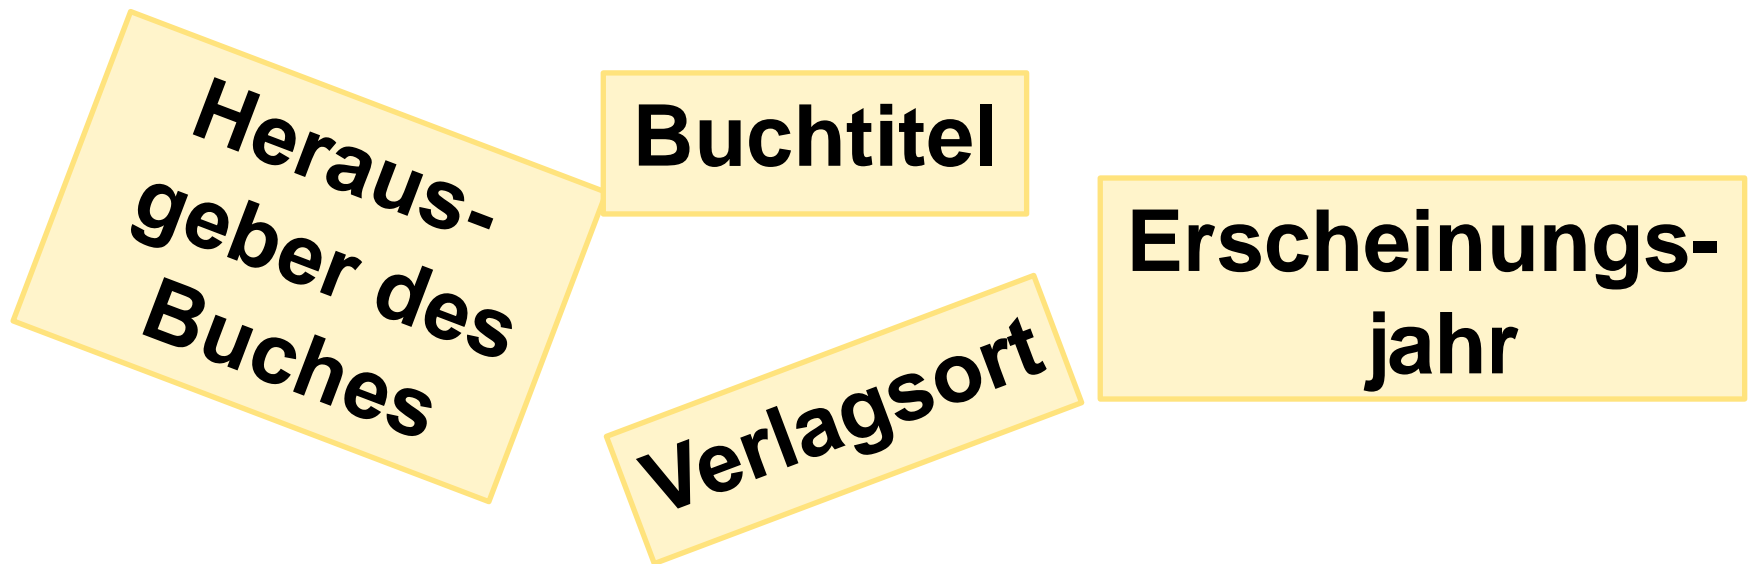 Heraus-
geber des
Buches
Buchtitel
Verlagsort
Erscheinungs-
jahr